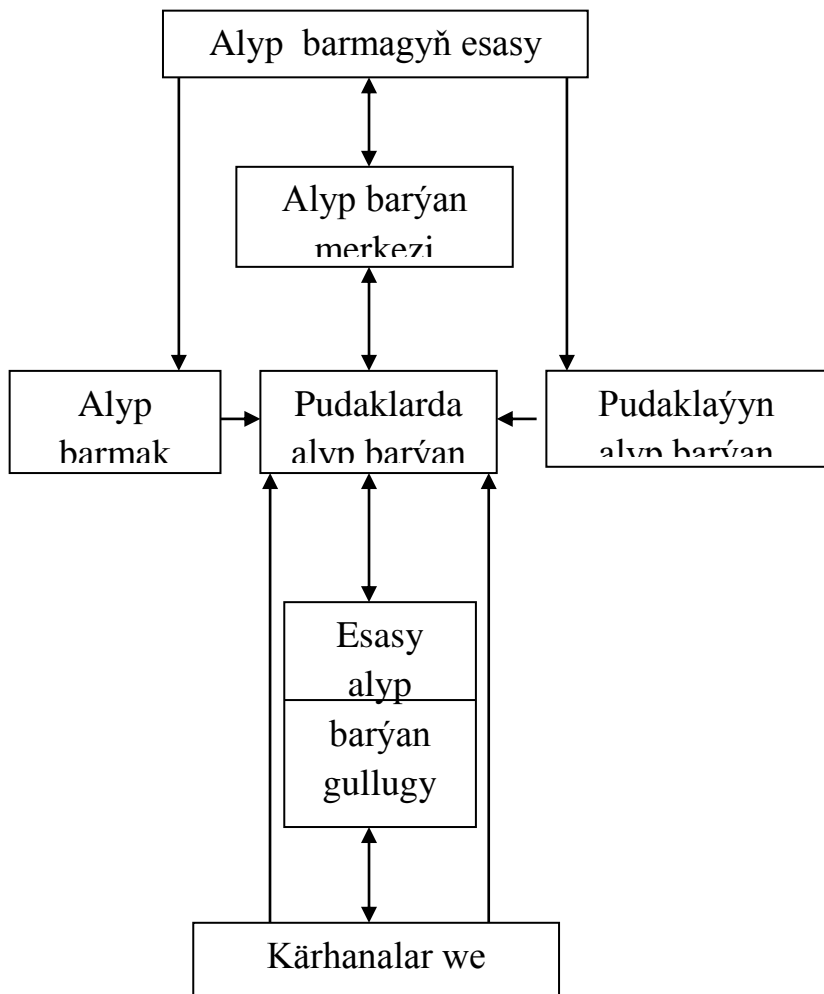 Alyp barmagyň esasy
Alyp barýan
merkezi
Alyp
barmak
Pudaklarda
alyp barýan
Pudaklaýyn
alyp barýan
Esasy
alyp
barýan
gullugy
Kärhanalar we